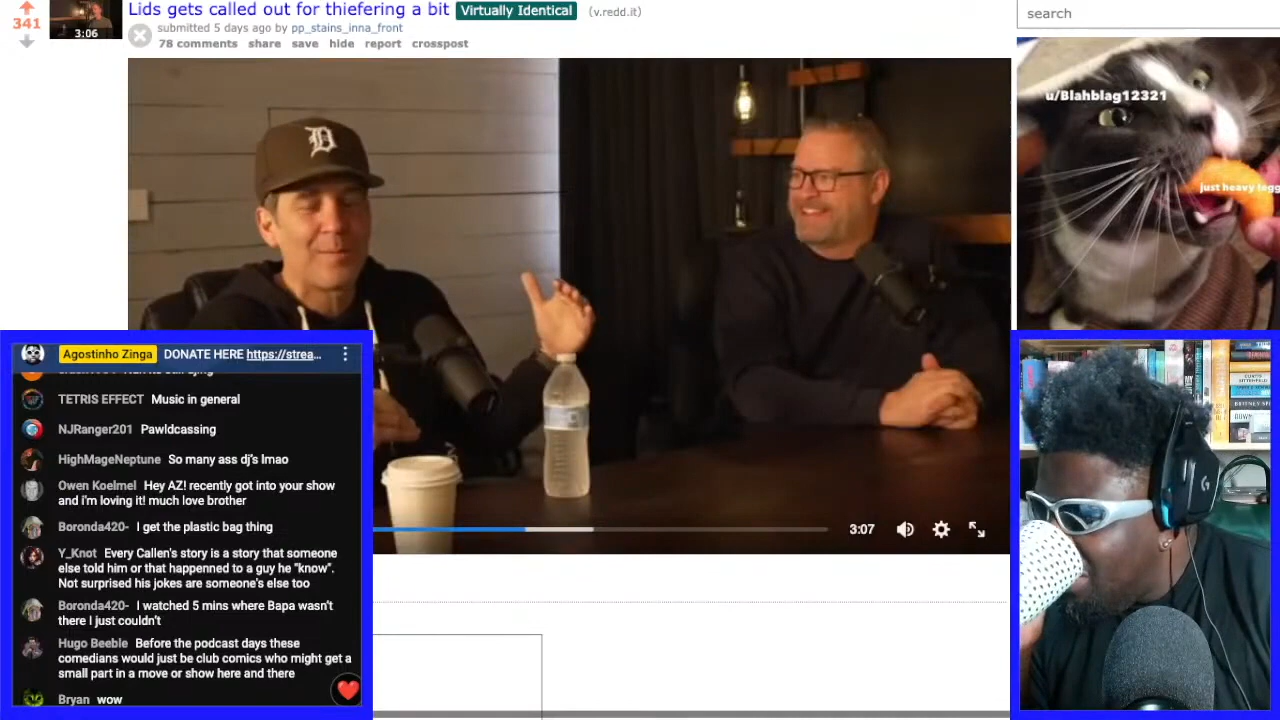 341
3:06
Lids gets called out for thiefering a bit Virtually Identical (v.redd.it)
submitted 5 days ago by pp_stains_inna_front
78 comments share save hide report crosspost
search
D
u/Blahblag12321
just heavy legg
3:07
Agostinho Zinga DONATE HERE https://strea...
TETRIS EFFECT Music in general
NJRanger201 Pawldcassing
HighMageNeptune So many ass dj's lmao
Owen Koelmel Hey AZ! recently got into your show
and i'm loving it! much love brother
Boronda420- I get the plastic bag thing
Y_Knot Every Callen's story is a story that someone
else told him or that happenned to a guy he "know".
Not surprised his jokes are someone's else too
Boronda420- I watched 5 mins where Bapa wasn't
there I just couldn't
Hugo Beeble Before the podcast days these
comedians would just be club comics who might get a
small part in a move or show here and there
Bryan wow
G